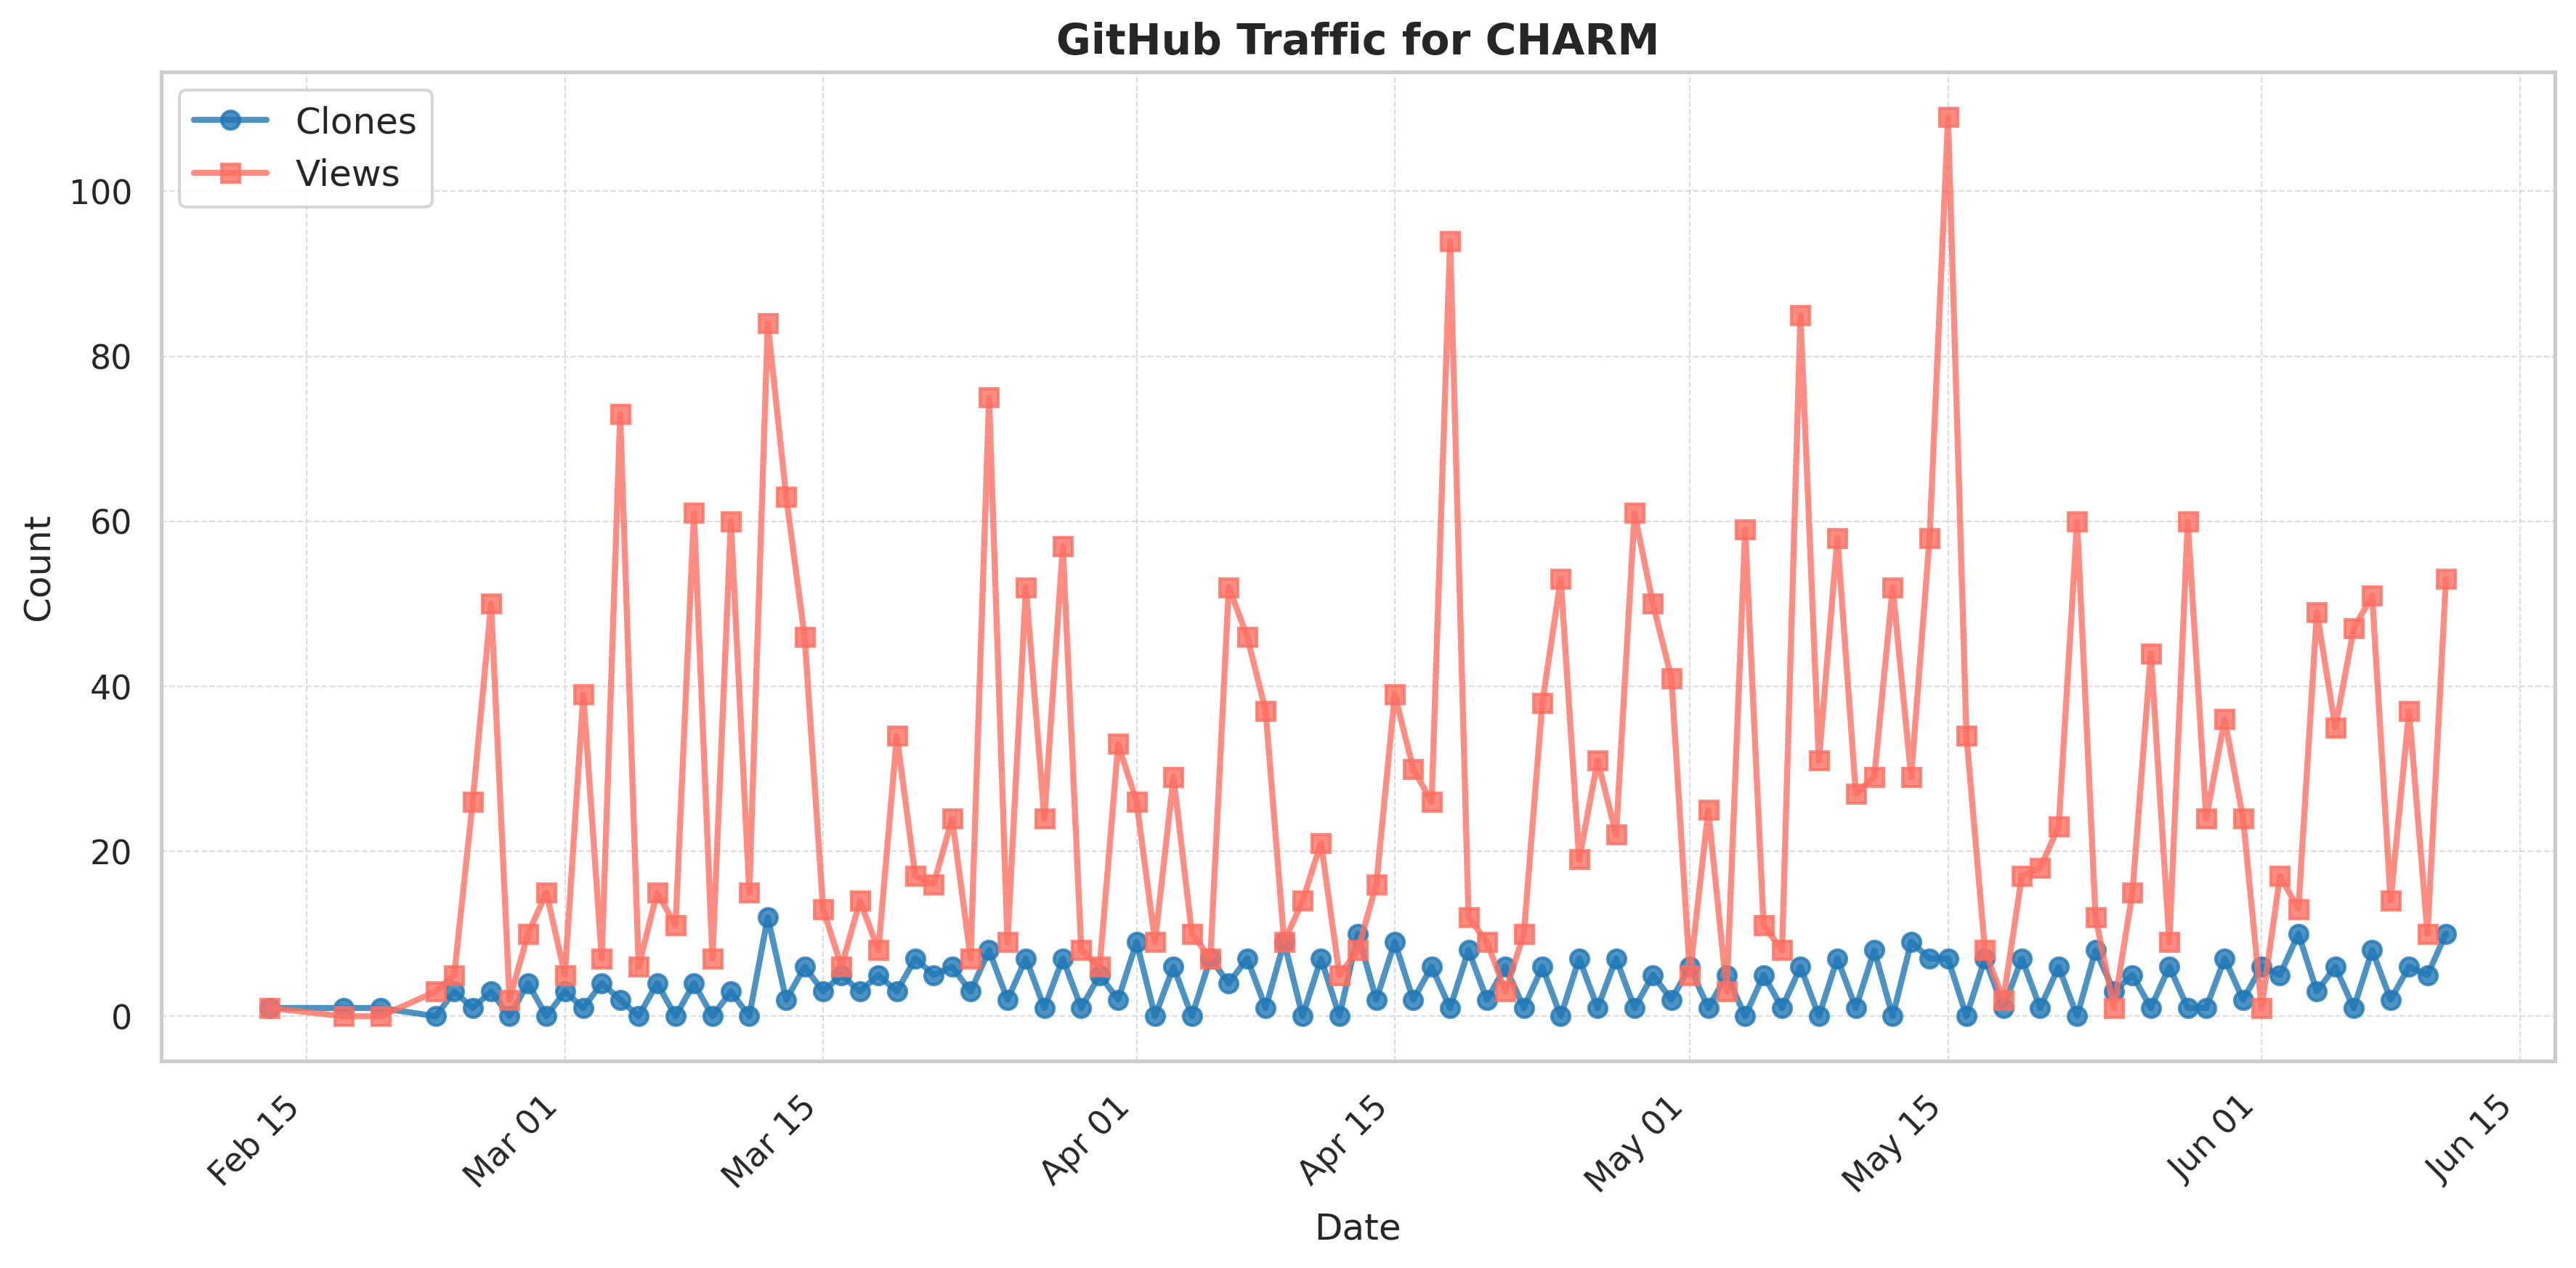 GitHub Traffic for CHARM
Clones
Views
100
80
60
40
20
0
Count
Feb 15
Mar 01
Mar 15
Apr 01
Apr 15
May 01
May 15
Jun 01
Jun 15
Date